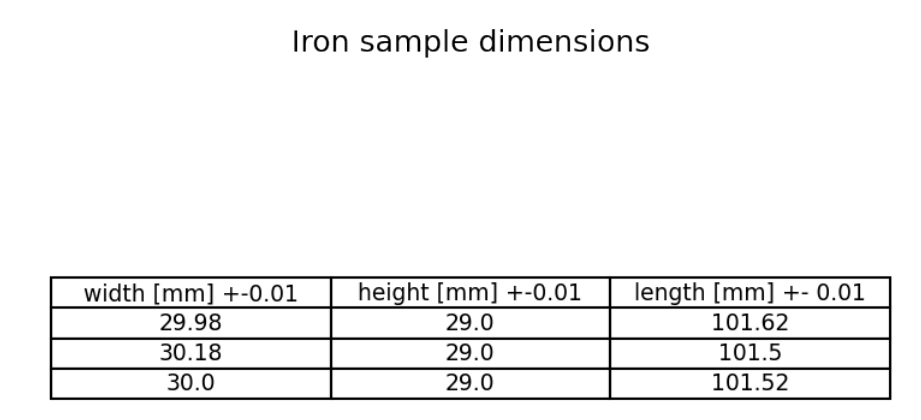 Iron sample dimensions
width [mm] +-0.01 height [mm] +-0.01 length [mm] +- 0.01
29.98 29.0 101.62
30.18 29.0 101.5
30.0 29.0 101.52